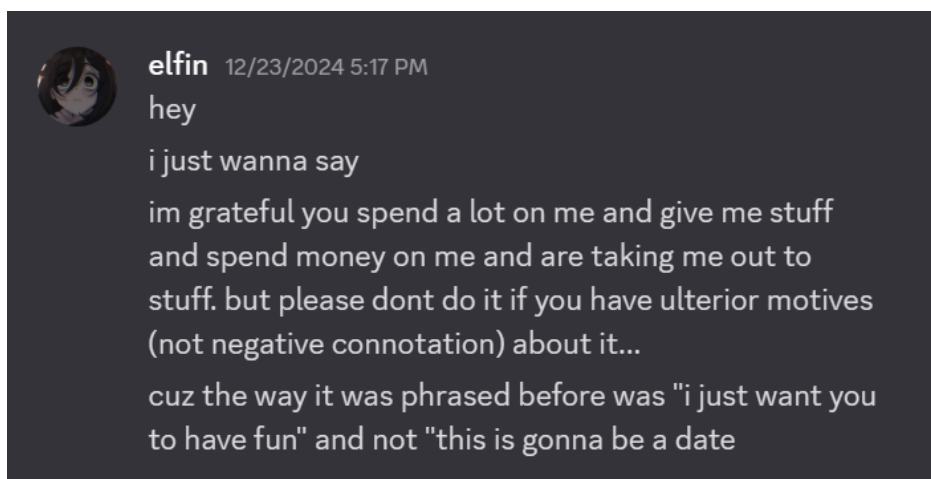 elfin 12/23/2024 5:17 PM
hey
i just wanna say
im grateful you spend a lot on me and give me stuff
and spend money on me and are taking me out to
stuff. but please dont do it if you have ulterior motives
(not negative connotation) about it...
cuz the way it was phrased before was "i just want you
to have fun" and not "this is gonna be a date